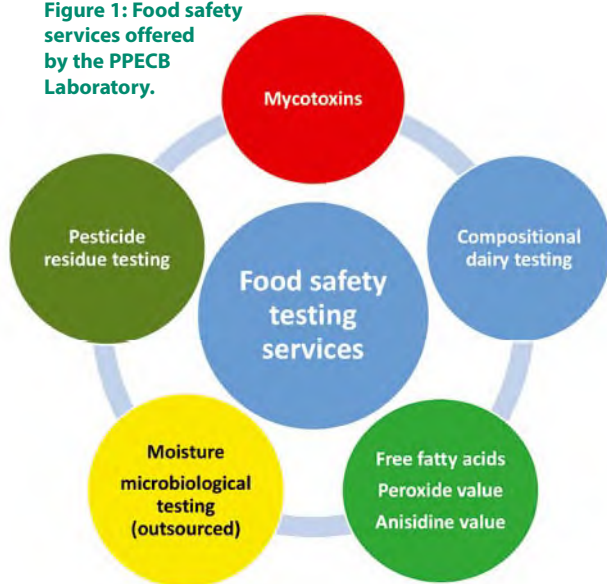 Figure 1: Food safety
services offered
by the PPECB
Laboratory.
Mycotoxins
Pesticide
residue testing
Compositional
dairy testing
Food safety
testing
services
Moisture
microbiological
testing
(outsourced)
Free fatty acids
Peroxide value
Anisidine value